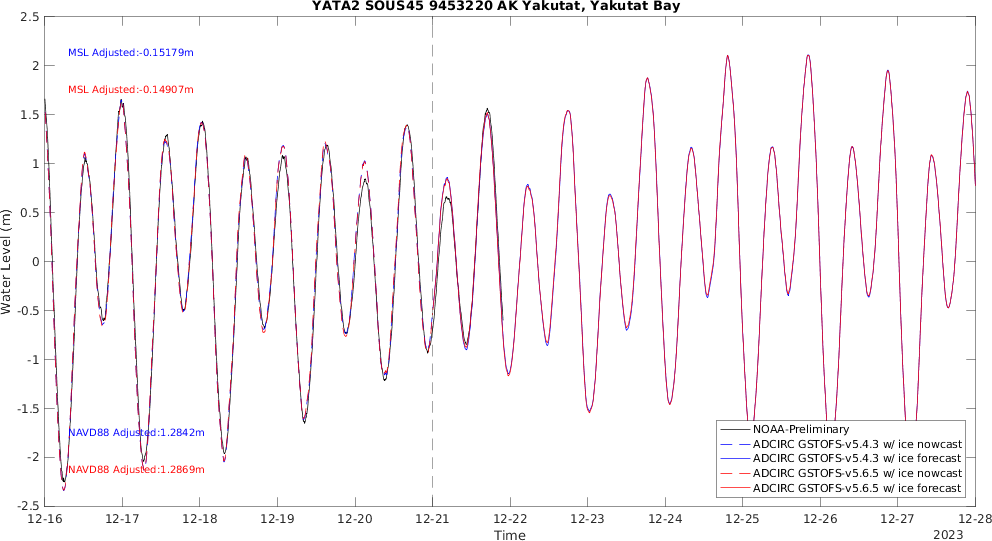 YATA2 SOUS45 9453220 AK Yakutat, Yakutat Bay
2.5
2
1.5
1
0.5
0
-0.5
-1
-1.5
-2
-2.5
Water Level (m)
MSL Adjusted:-0.15179m
MSL Adjusted:-0.14907m
NAVD88 Adjusted:1.2842m
NAVD88 Adjusted:1.2869m
NOAA-Preliminary
ADCIRC GSTOFS-v5.4.3 w/ ice nowcast
ADCIRC GSTOFS-v5.4.3 w/ ice forecast
ADCIRC GSTOFS-v5.6.5 w/ ice nowcast
ADCIRC GSTOFS-v5.6.5 w/ ice forecast
12-16 12-17 12-18 12-19 12-20 12-21 12-22 12-23 12-24 12-25 12-26 12-27 12-28
Time
2023